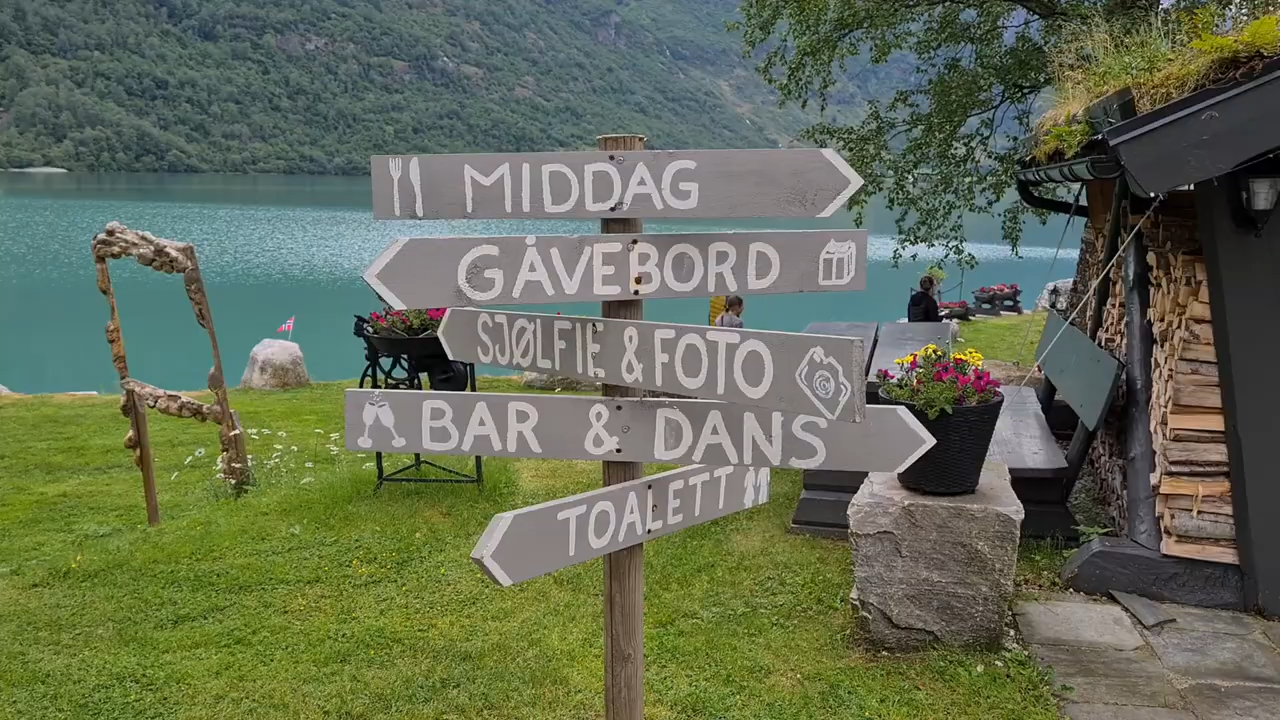 MIDDAG
GÅVEBORD
SJØLFIE & FOTO
BAR & DANS
TOALETT